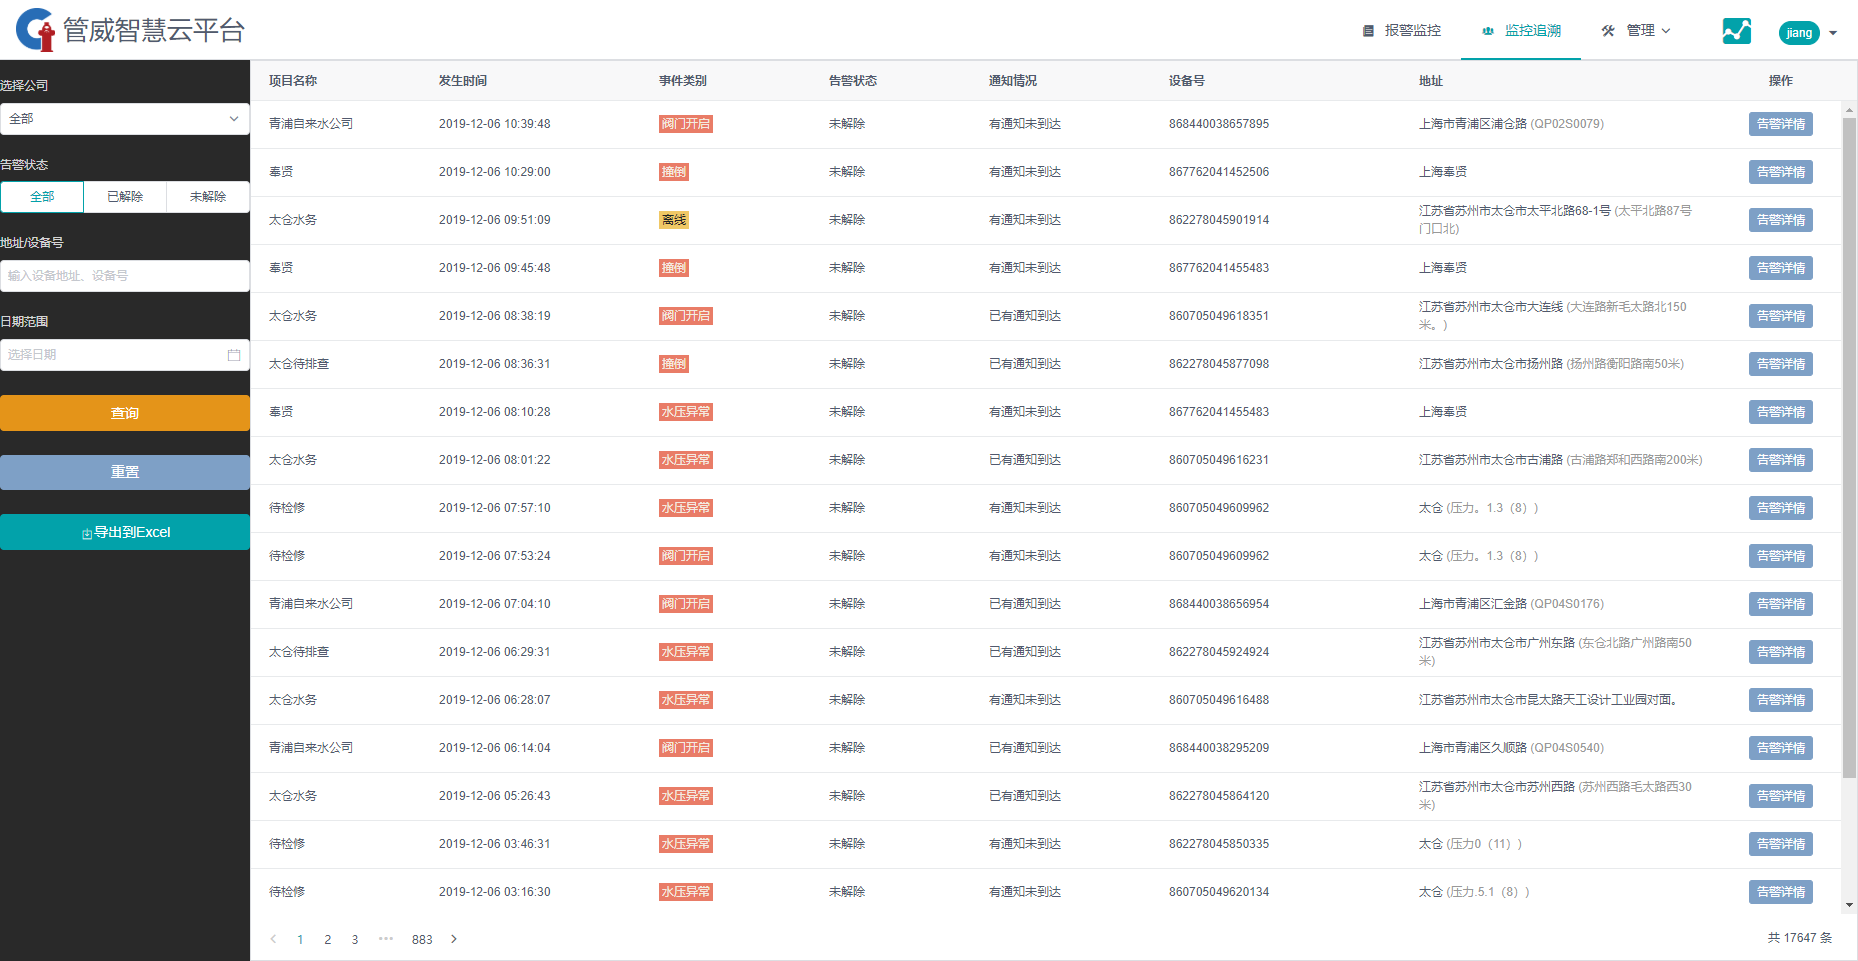 管威智慧云平台
报警监控
监控追溯
管理
jiang
选择公司
全部
告警状态
全部 已解除 未解除
地址/设备号
输入设备地址、设备号
日期范围
选择日期
查询
重置
导出到Excel
项目名称 发生时间 事件类别 告警状态 通知情况 设备号 地址 操作
青浦自来水公司 2019-12-06 10:39:48 阀门开启 未解除 有通知未到达 868440038657895 上海市青浦区浦仓路 (QP02S0079) 告警详情
奉贤 2019-12-06 10:29:00 撞倒 未解除 有通知未到达 867762041452506 上海奉贤 告警详情
太仓水务 2019-12-06 09:51:09 离线 未解除 有通知未到达 862278045901914 江苏省苏州市太仓市太平北路68-1号 (太平北路87号
门口北) 告警详情
奉贤 2019-12-06 09:45:48 撞倒 未解除 有通知未到达 867762041455483 上海奉贤 告警详情
太仓水务 2019-12-06 08:38:19 阀门开启 未解除 已有通知到达 860705049618351 江苏省苏州市太仓市大连线 (大连路新毛太路北150
米。) 告警详情
太仓待排查 2019-12-06 08:36:31 撞倒 未解除 已有通知到达 862278045877098 江苏省苏州市太仓市扬州路 (扬州路衡阳路南50米) 告警详情
奉贤 2019-12-06 08:10:28 水压异常 未解除 有通知未到达 867762041455483 上海奉贤 告警详情
太仓水务 2019-12-06 08:01:22 水压异常 未解除 已有通知到达 860705049616231 江苏省苏州市太仓市古浦路 (古浦路郑和西路南200米) 告警详情
待检修 2019-12-06 07:57:10 水压异常 未解除 有通知未到达 860705049609962 太仓 (压力。1.3（8）) 告警详情
待检修 2019-12-06 07:53:24 阀门开启 未解除 有通知未到达 860705049609962 太仓 (压力。1.3（8）) 告警详情
青浦自来水公司 2019-12-06 07:04:10 阀门开启 未解除 已有通知到达 868440038656954 上海市青浦区汇金路 (QP04S0176) 告警详情
太仓待排查 2019-12-06 06:29:31 水压异常 未解除 已有通知到达 862278045924924 江苏省苏州市太仓市广州东路 (东仓北路广州路南50
米) 告警详情
太仓水务 2019-12-06 06:28:07 水压异常 未解除 有通知未到达 860705049616488 江苏省苏州市太仓市昆太路天工设计工业园对面。 告警详情
青浦自来水公司 2019-12-06 06:14:04 阀门开启 未解除 已有通知到达 868440038295209 上海市青浦区久顺路 (QP04S0540) 告警详情
太仓水务 2019-12-06 05:26:43 水压异常 未解除 已有通知到达 862278045864120 江苏省苏州市太仓市苏州西路 (苏州西路毛太路西30
米) 告警详情
待检修 2019-12-06 03:46:31 水压异常 未解除 有通知未到达 862278045850335 太仓 (压力0（11）) 告警详情
待检修 2019-12-06 03:16:30 水压异常 未解除 有通知未到达 860705049620134 太仓 (压力.5.1（8）) 告警详情
1 2 3 ••• 883
共 17647 条